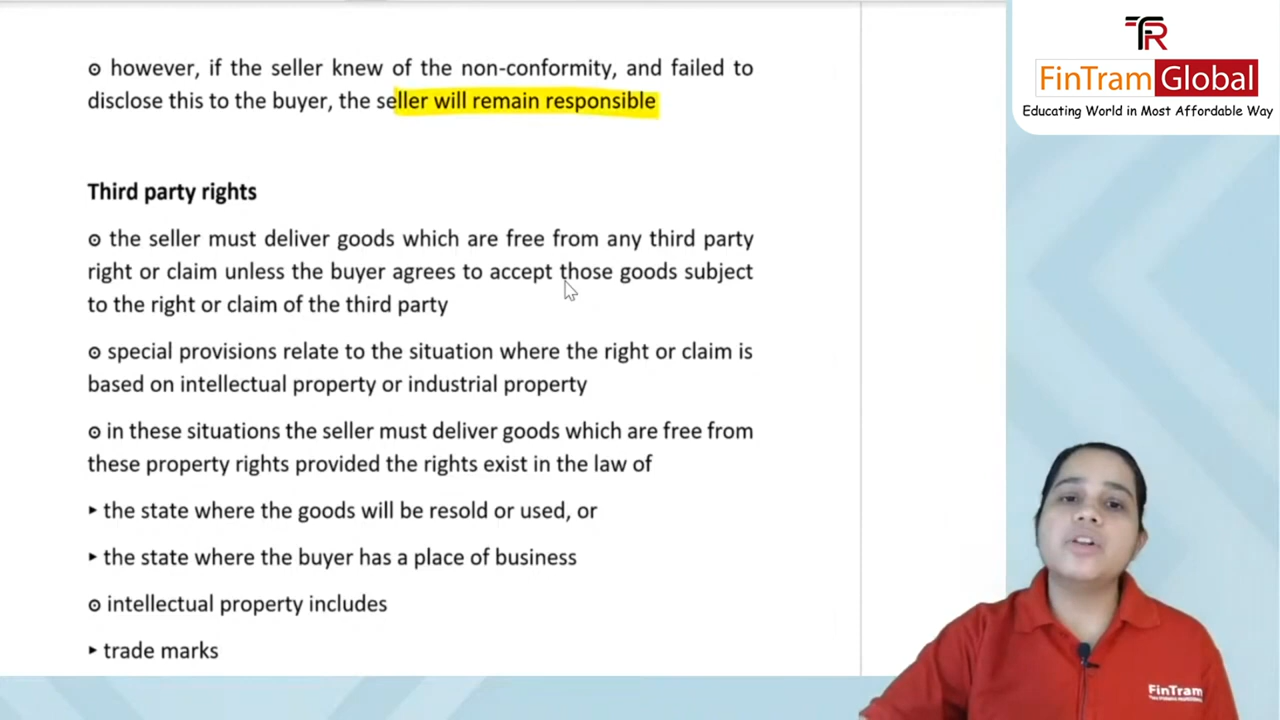 ⊙ however, if the seller knew of the non-conformity, and failed to
disclose this to the buyer, the seller will remain responsible
Third party rights
⊙ the seller must deliver goods which are free from any third party
right or claim unless the buyer agrees to accept those goods subject
to the right or claim of the third party
⊙ special provisions relate to the situation where the right or claim is
based on intellectual property or industrial property
⊙ in these situations the seller must deliver goods which are free from
these property rights provided the rights exist in the law of
‣ the state where the goods will be resold or used, or
‣ the state where the buyer has a place of business
⊙ intellectual property includes
‣ trade marks
FinTram Global
Educating World in Most Affordable Way
FinTram